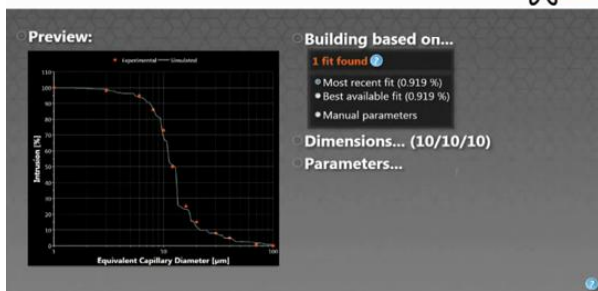 Preview:
Experimental Simulated
110
100
90
80
70
60
50
40
30
20
10
0
Intrusion [%]
1
10
100
Equivalent Capillary Diameter [µm]
Building based on...
1 fit found ?
Most recent fit (0.919 %)
Best available fit (0.919 %)
Manual parameters
Dimensions... (10/10/10)
Parameters...
?